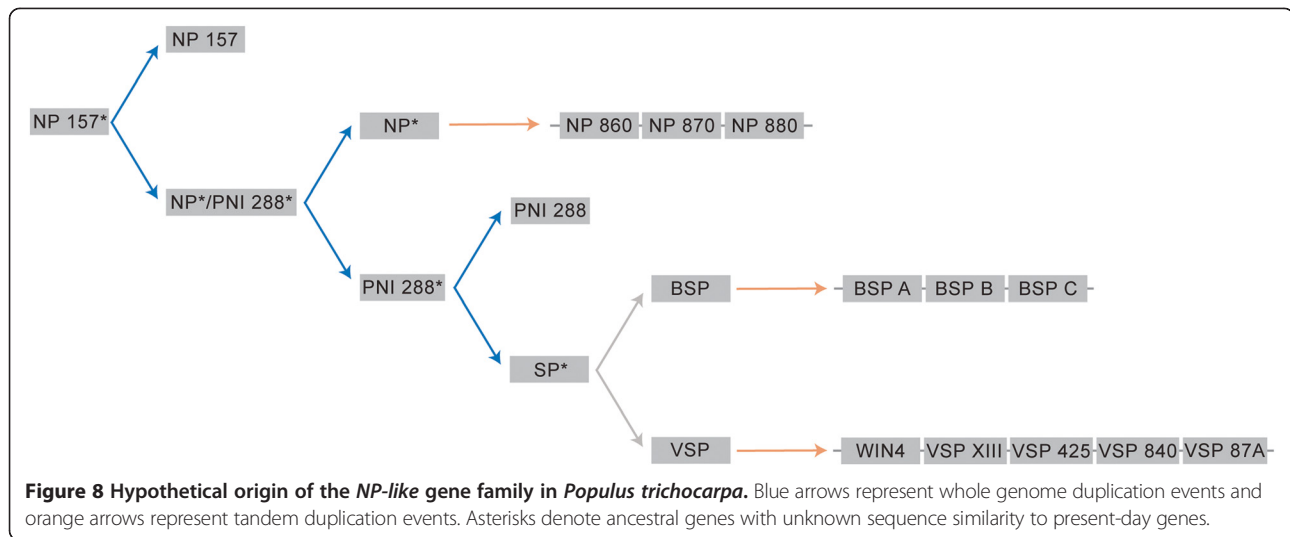 NP 157
NP 157*
NP*
NP 860 NP 870 NP 880
NP*/PNI 288*
PNI 288
PNI 288*
BSP
BSP A BSP B BSP C
SP*
VSP
WIN4 VSP XIII VSP 425 VSP 840 VSP 87A
Figure 8 Hypothetical origin of the NP-like gene family in Populus trichocarpa. Blue arrows represent whole genome duplication events and
orange arrows represent tandem duplication events. Asterisks denote ancestral genes with unknown sequence similarity to present-day genes.